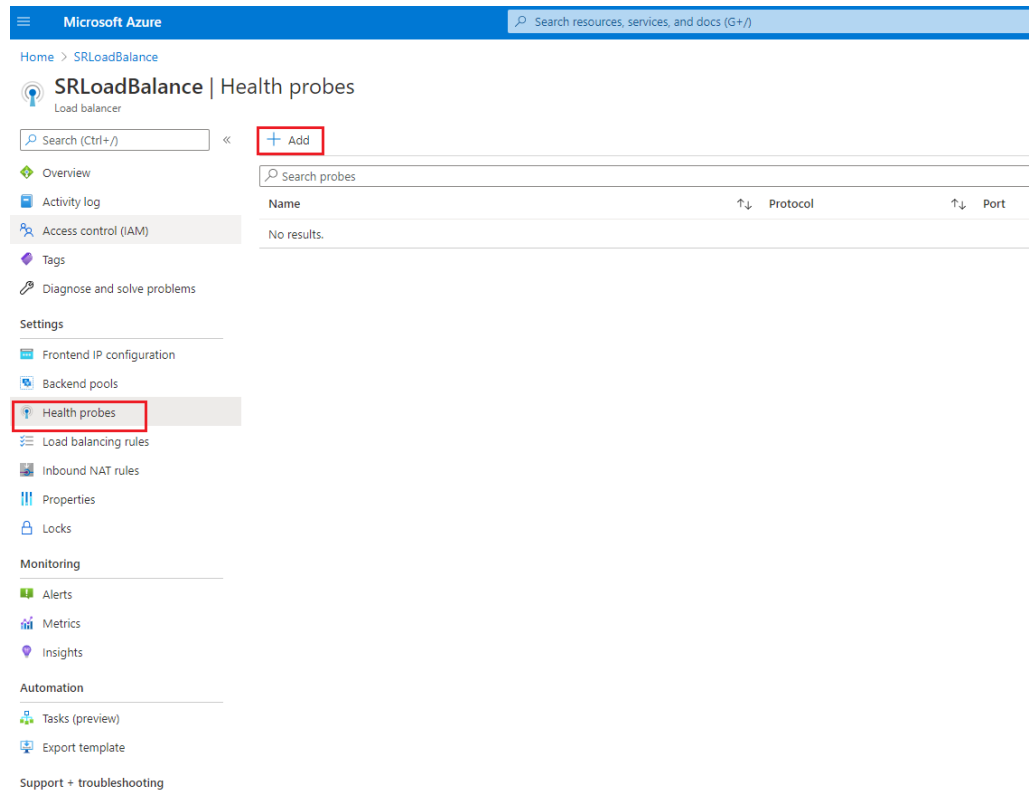 Microsoft Azure
Search resources, services, and docs (G+/)
Home > SRLoadBalance
SRLoadBalance | Health probes
Load balancer
Search (Ctrl+/)
«
+ Add
Overview
Search probes
Activity log
Name ↑↓ Protocol ↑↓ Port
Access control (IAM)
No results.
Tags
Diagnose and solve problems
Settings
Frontend IP configuration
Backend pools
Health probes
Load balancing rules
Inbound NAT rules
Properties
Locks
Monitoring
Alerts
Metrics
Insights
Automation
Tasks (preview)
Export template
Support + troubleshooting